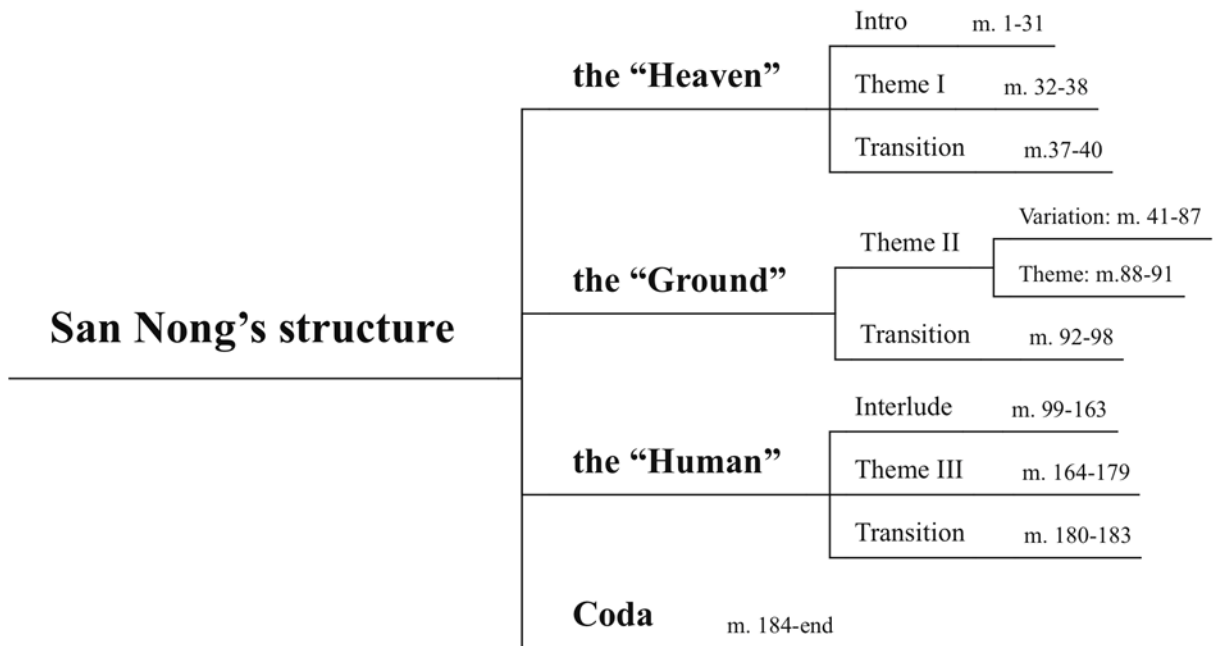 San Nong’s structure
the “Heaven”
Intro m. 1-31
Theme I m. 32-38
Transition m.37-40
the “Ground”
Theme II
Variation: m. 41-87
Theme: m.88-91
Transition m. 92-98
the “Human”
Interlude m. 99-163
Theme III m. 164-179
Transition m. 180-183
Coda m. 184-end